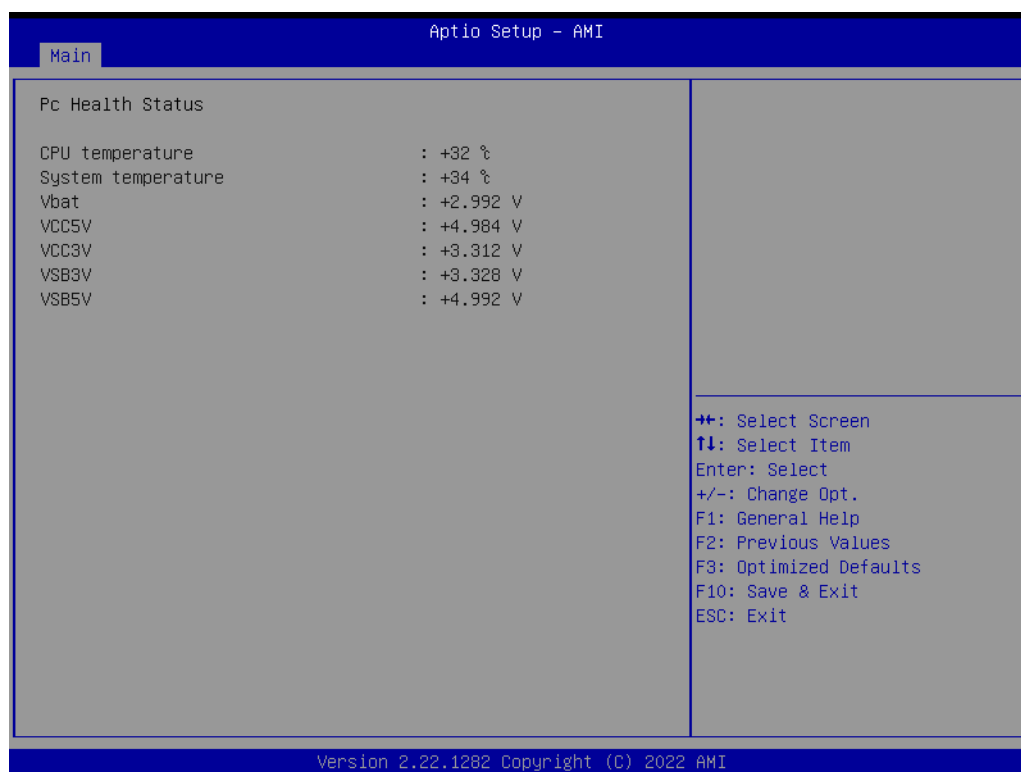 Aptio Setup - AMI
Main
Pc Health Status
CPU temperature : +32 ℃
System temperature : +34 ℃
Vbat : +2.992 V
VCC5V : +4.984 V
VCC3V : +3.312 V
VSB3V : +3.328 V
VSB5V : +4.992 V
→←: Select Screen
↑↓: Select Item
Enter: Select
+/-: Change Opt.
F1: General Help
F2: Previous Values
F3: Optimized Defaults
F10: Save & Exit
ESC: Exit
Version 2.22.1282 Copyright (C) 2022 AMI